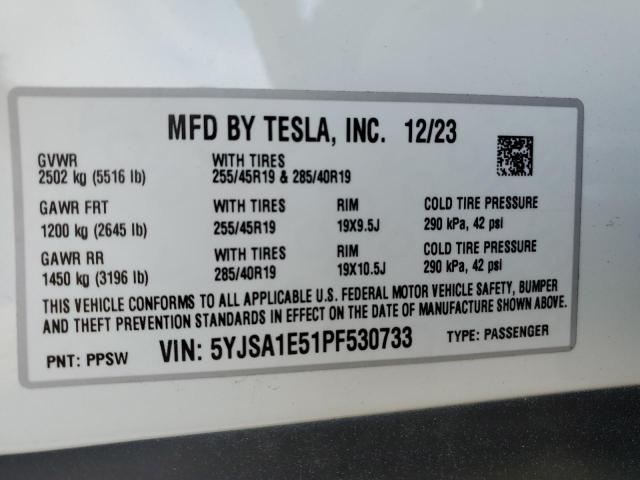 MFD BY TESLA, INC. 12/23
GVWR WITH TIRES
2502 kg (5516 lb) 255/45R19 & 285/40R19
GAWR FRT WITH TIRES RIM COLD TIRE PRESSURE
1200 kg (2645 lb) 255/45R19 19X9.5J 290 kPa, 42 psi
GAWR RR WITH TIRES RIM COLD TIRE PRESSURE
1450 kg (3196 lb) 285/40R19 19X10.5J 290 kPa, 42 psi
THIS VEHICLE CONFORMS TO ALL APPLICABLE U.S. FEDERAL MOTOR VEHICLE SAFETY, BUMPER
AND THEFT PREVENTION STANDARDS IN EFFECT ON THE DATE OF MANUFACTURE SHOWN ABOVE.
PNT: PPSW VIN: 5YJSA1E51PF530733 TYPE: PASSENGER